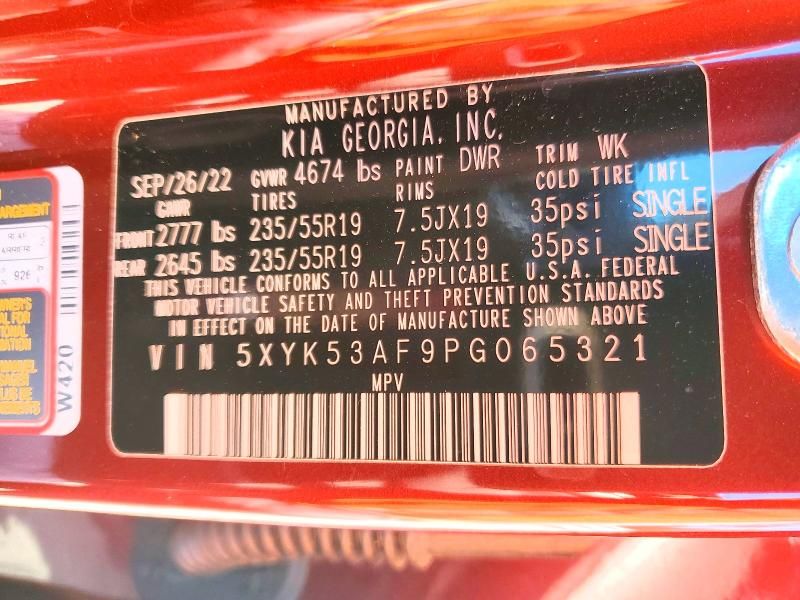 MANUFACTURED BY
KIA GEORGIA, INC.
SEP/26/22 GVWR 4674 lbs PAINT DWR TRIM WK
GAWR TIRES RIMS COLD TIRE INFL
FRONT 2777 lbs 235/55R19 7.5JX19 35psi SINGLE
REAR 2645 lbs 235/55R19 7.5JX19 35psi SINGLE
THIS VEHICLE CONFORMS TO ALL APPLICABLE U.S.A. FEDERAL
MOTOR VEHICLE SAFETY AND THEFT PREVENTION STANDARDS
IN EFFECT ON THE DATE OF MANUFACTURE SHOWN ABOVE
VIN 5XYK53AF9PG065321
MPV
W420